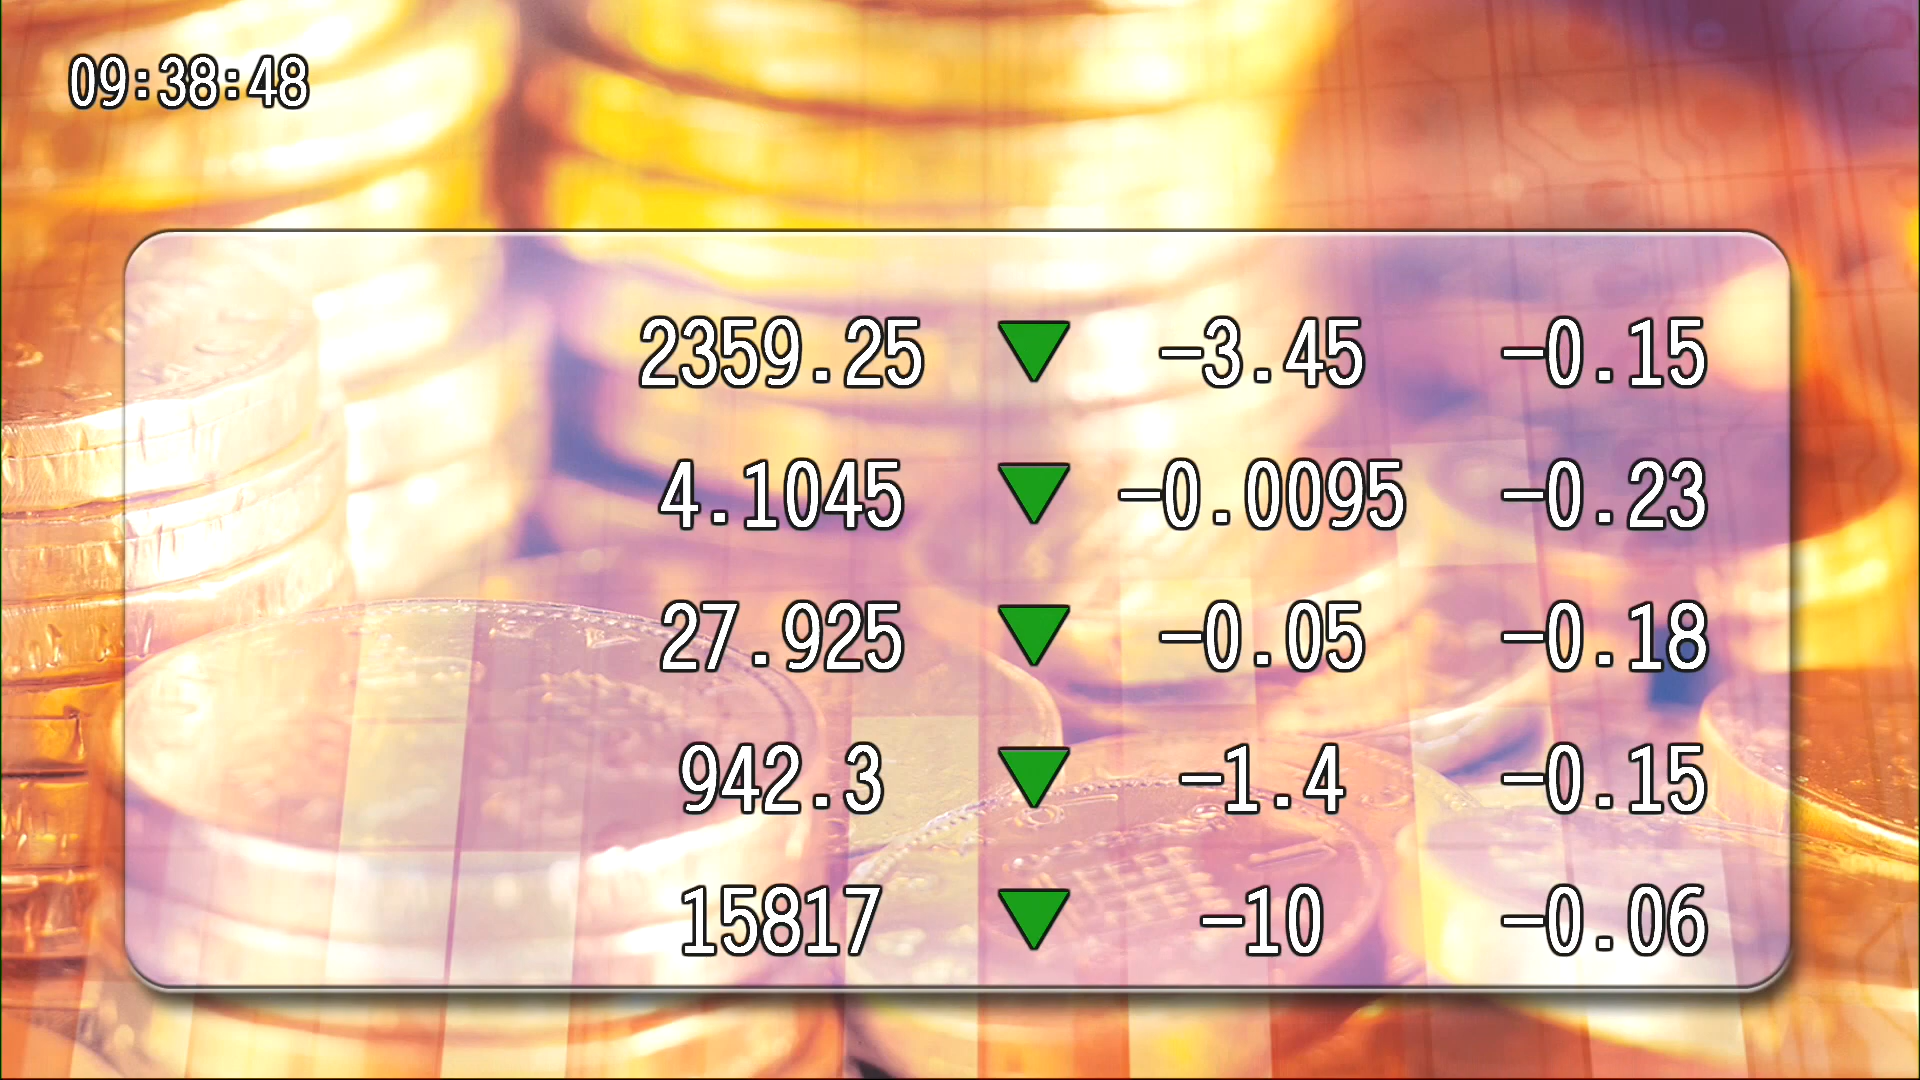 09:38:48
2359.25 ▼ -3.45 -0.15
4.1045 ▼ -0.0095 -0.23
27.925 ▼ -0.05 -0.18
942.3 ▼ -1.4 -0.15
15817 ▼ -10 -0.06